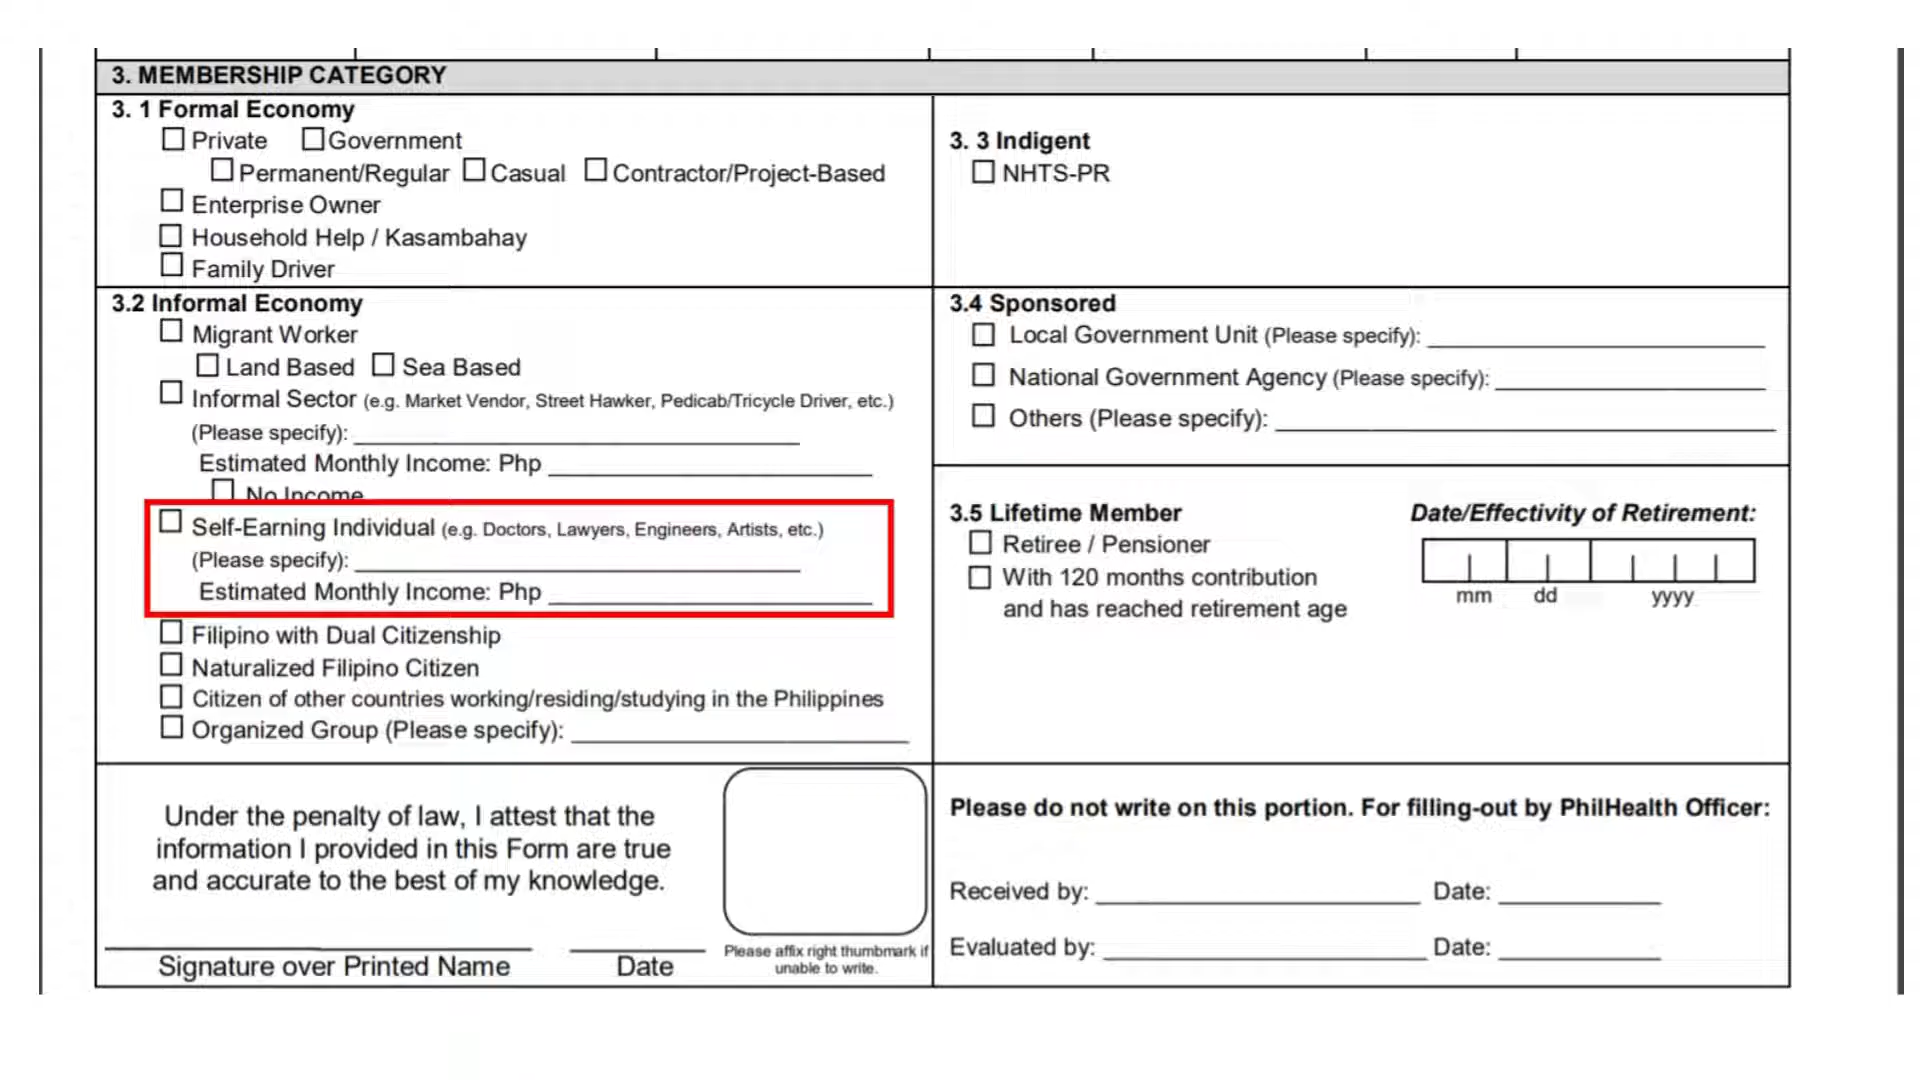 3. MEMBERSHIP CATEGORY
3. 1 Formal Economy
Private Government
Permanent/Regular Casual Contractor/Project-Based
Enterprise Owner
Household Help / Kasambahay
Family Driver
3. 3 Indigent
NHTS-PR
3.2 Informal Economy
Migrant Worker
Land Based Sea Based
Informal Sector (e.g. Market Vendor, Street Hawker, Pedicab/Tricycle Driver, etc.)
(Please specify):
Estimated Monthly Income: Php
No Income
Self-Earning Individual (e.g. Doctors, Lawyers, Engineers, Artists, etc.)
(Please specify):
Estimated Monthly Income: Php
Filipino with Dual Citizenship
Naturalized Filipino Citizen
Citizen of other countries working/residing/studying in the Philippines
Organized Group (Please specify):
3.4 Sponsored
Local Government Unit (Please specify):
National Government Agency (Please specify):
Others (Please specify):
3.5 Lifetime Member
Retiree / Pensioner
With 120 months contribution
and has reached retirement age
Date/Effectivity of Retirement:
mm dd yyyy
Under the penalty of law, I attest that the
information I provided in this Form are true
and accurate to the best of my knowledge.
Signature over Printed Name Date
Please affix right thumbmark if
unable to write.
Please do not write on this portion. For filling-out by PhilHealth Officer:
Received by: Date:
Evaluated by: Date: